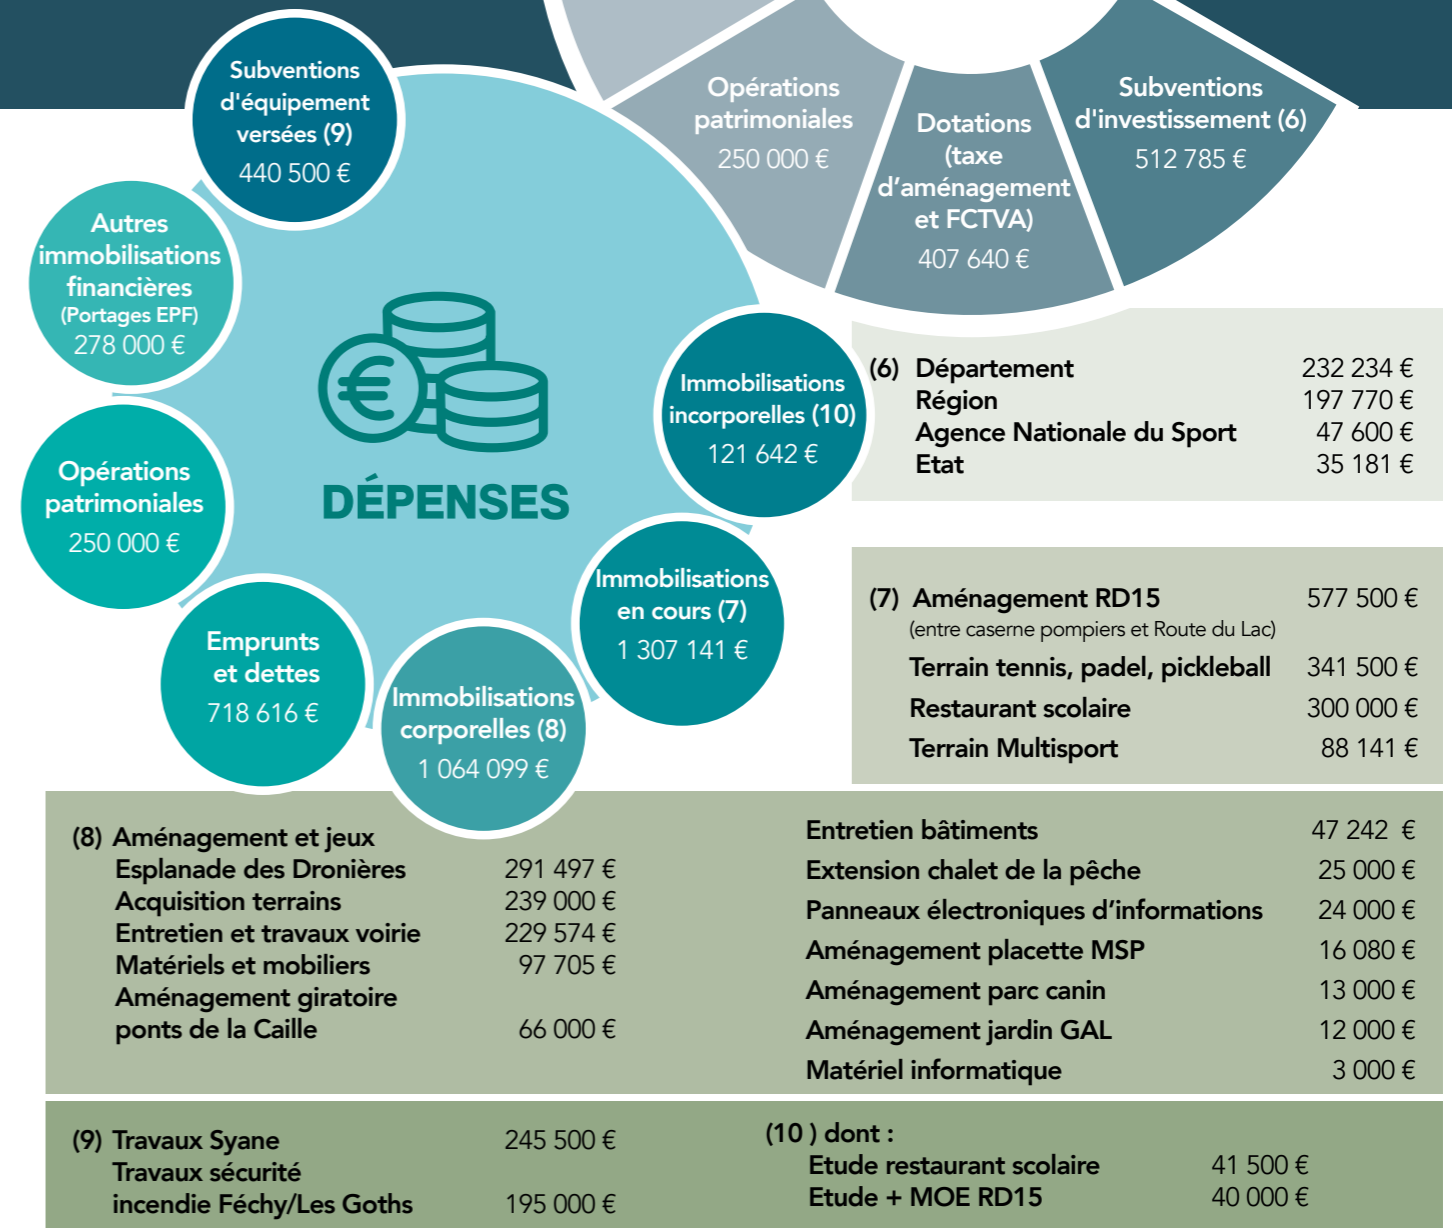 Subventions
d'équipement
versées (9)
440 500 €
Autres
immobilisations
financières
(Portages EPF)
278 000 €
Opérations
patrimoniales
250 000 €
Emprunts
et dettes
718 616 €
Immobilisations
corporelles (8)
1 064 099 €
Immobilisations
en cours (7)
1 307 141 €
Immobilisations
incorporelles (10)
121 642 €
DÉPENSES
Opérations
patrimoniales
250 000 €
Dotations
(taxe
d’aménagement
et FCTVA)
407 640 €
Subventions
d'investissement (6)
512 785 €
(6) Département 232 234 €
Région 197 770 €
Agence Nationale du Sport 47 600 €
Etat 35 181 €
(7) Aménagement RD15 577 500 €
(entre caserne pompiers et Route du Lac)
Terrain tennis, padel, pickleball 341 500 €
Restaurant scolaire 300 000 €
Terrain Multisport 88 141 €
(8) Aménagement et jeux
Esplanade des Dronières 291 497 €
Acquisition terrains 239 000 €
Entretien et travaux voirie 229 574 €
Matériels et mobiliers 97 705 €
Aménagement giratoire
ponts de la Caille 66 000 €
Entretien bâtiments 47 242 €
Extension chalet de la pêche 25 000 €
Panneaux électroniques d’informations 24 000 €
Aménagement placette MSP 16 080 €
Aménagement parc canin 13 000 €
Aménagement jardin GAL 12 000 €
Matériel informatique 3 000 €
(9) Travaux Syane 245 500 €
Travaux sécurité
incendie Féchy/Les Goths 195 000 €
(10 ) dont :
Etude restaurant scolaire 41 500 €
Etude + MOE RD15 40 000 €